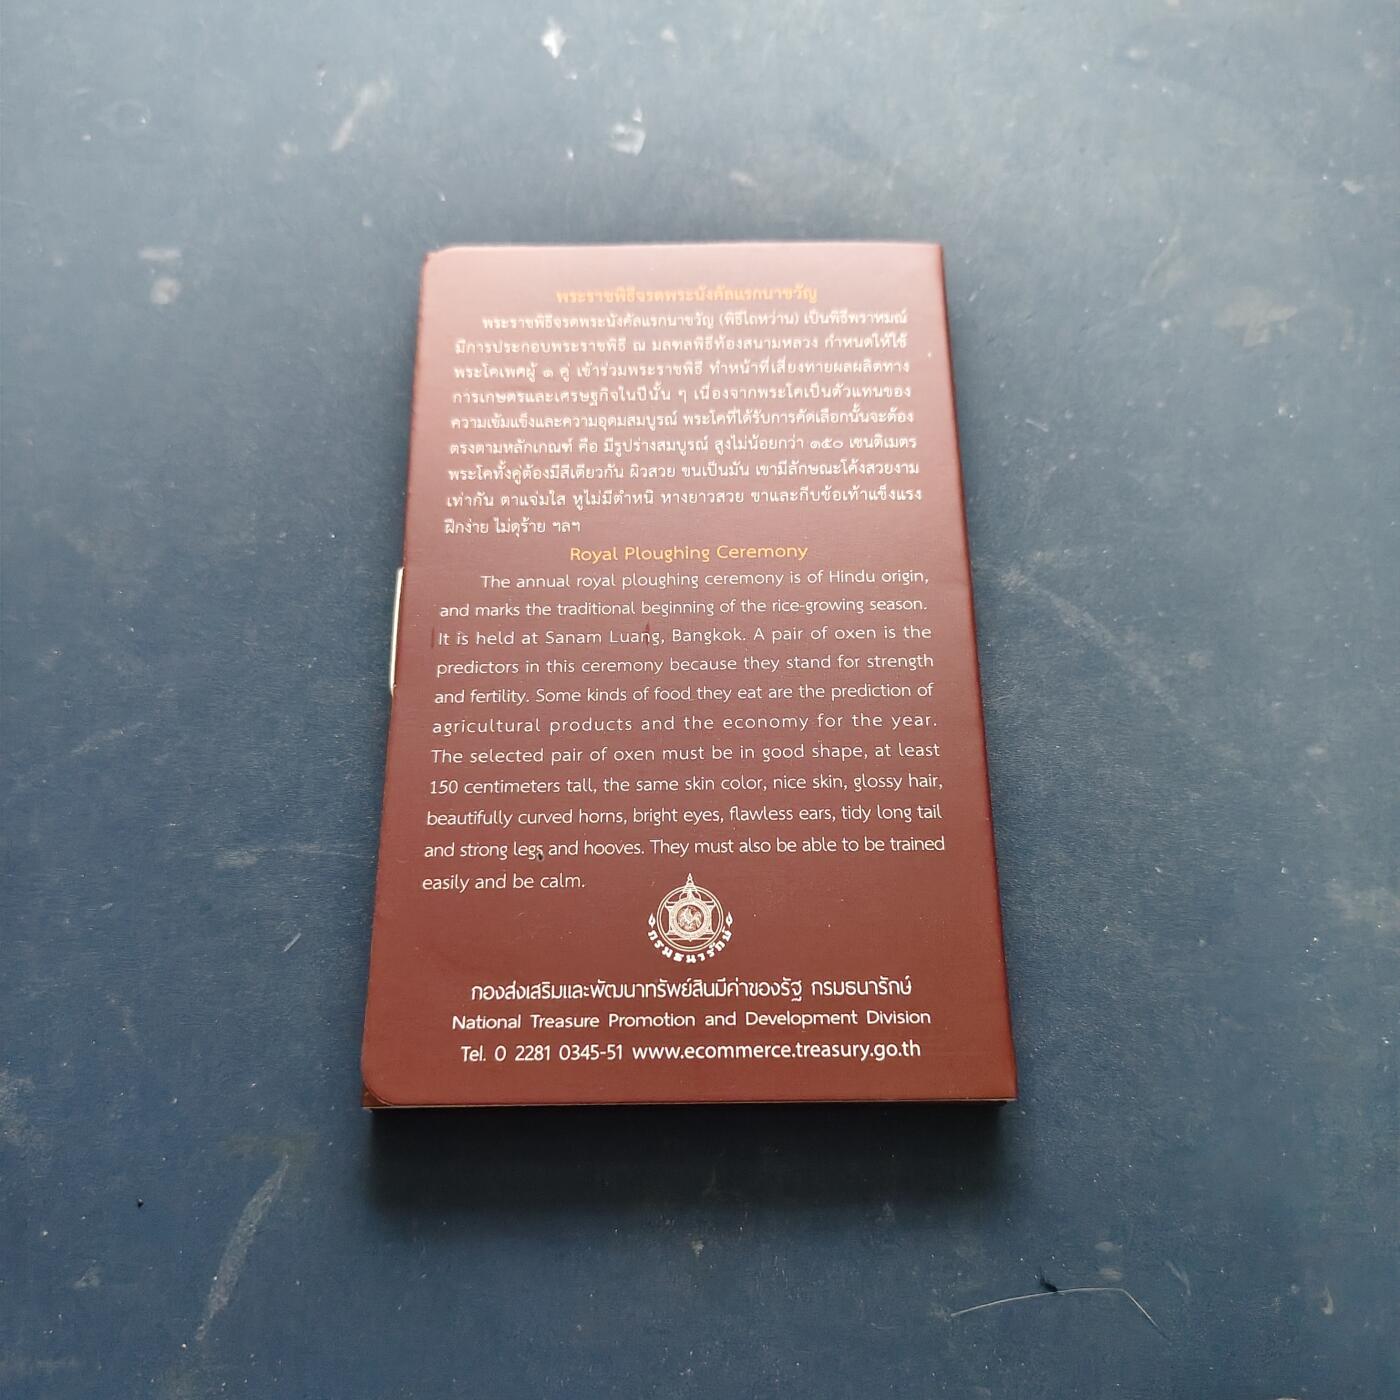 พระราชพิธีจรดพระนังคัลแรกนาขวัญ
พระราชพิธีจรดพระนังคัลแรกนาขวัญ (พิธีไถหว่าน) เป็นพิธีพราหมณ์
มีการประกอบพระราชพิธี ณ มลฑลพิธีท้องสนามหลวง กำหนดให้ใช้
พระโคเพศผู้ ๑ คู่ เข้าร่วมพระราชพิธี ทำหน้าที่เสี่ยงทายผลผลิตทาง
การเกษตรและเศรษฐกิจในปีนั้น ๆ เนื่องจากพระโคเป็นตัวแทนของ
ความเข้มแข็งและความอุดมสมบูรณ์ พระโคที่ได้รับการคัดเลือกนั้นจะต้อง
ตรงตามหลักเกณฑ์ คือ มีรูปร่างสมบูรณ์ สูงไม่น้อยกว่า ๑๕๐ เซนติเมตร
พระโคทั้งคู่ต้องมีสีเดียวกัน ผิวสวย ขนเป็นมัน เขามีลักษณะโค้งสวยงาม
เท่ากัน ตาแจ่มใส หูไม่มีตำหนิ หางยาวสวย ขาและกีบข้อเท้าแข็งแรง
ฝึกง่าย ไม่ดุร้าย ฯลฯ
Royal Ploughing Ceremony
The annual royal ploughing ceremony is of Hindu origin,
and marks the traditional beginning of the rice-growing season.
It is held at Sanam Luang, Bangkok. A pair of oxen is the
predictors in this ceremony because they stand for strength
and fertility. Some kinds of food they eat are the prediction of
agricultural products and the economy for the year.
The selected pair of oxen must be in good shape, at least
150 centimeters tall, the same skin color, nice skin, glossy hair,
beautifully curved horns, bright eyes, flawless ears, tidy long tail
and strong legs and hooves. They must also be able to be trained
easily and be calm.
กรมธนารักษ์
กองส่งเสริมและพัฒนาทรัพย์สินมีค่าของรัฐ กรมธนารักษ์
National Treasure Promotion and Development Division
Tel. 0 2281 0345-51 www.ecommerce.treasury.go.th